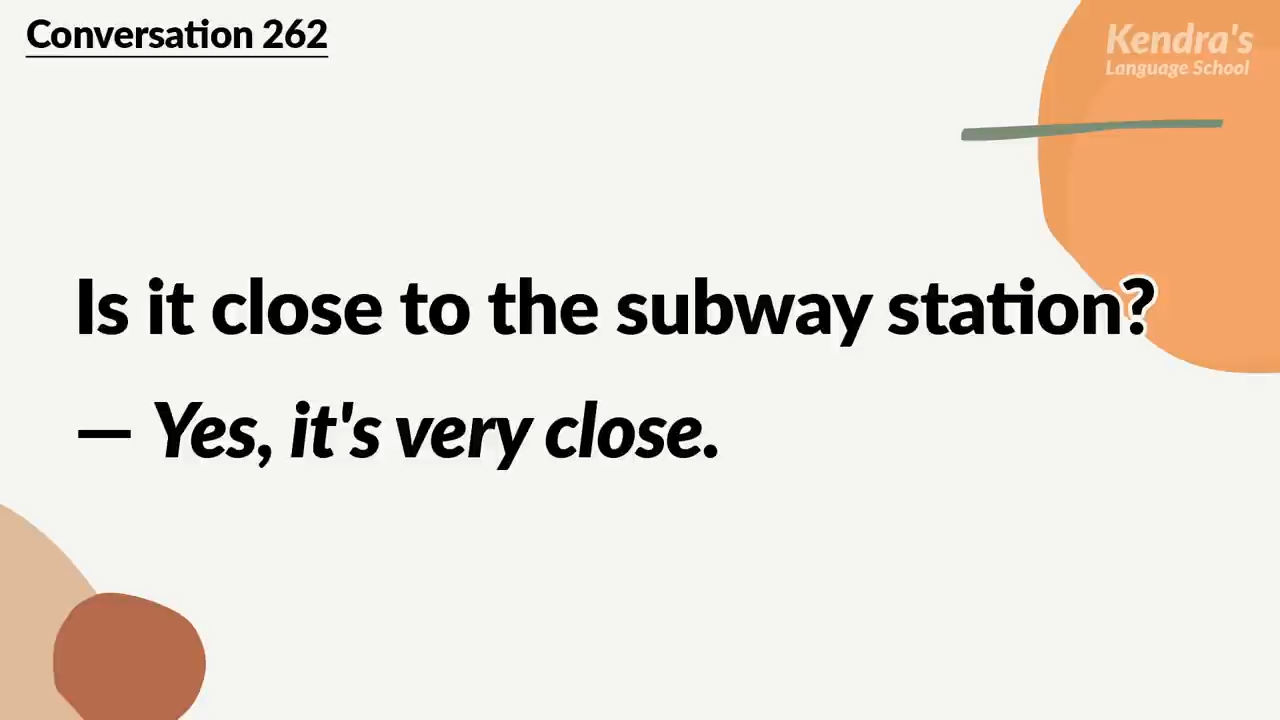 Conversation 262
Kendra's
Language School
Is it close to the subway station?
— Yes, it's very close.